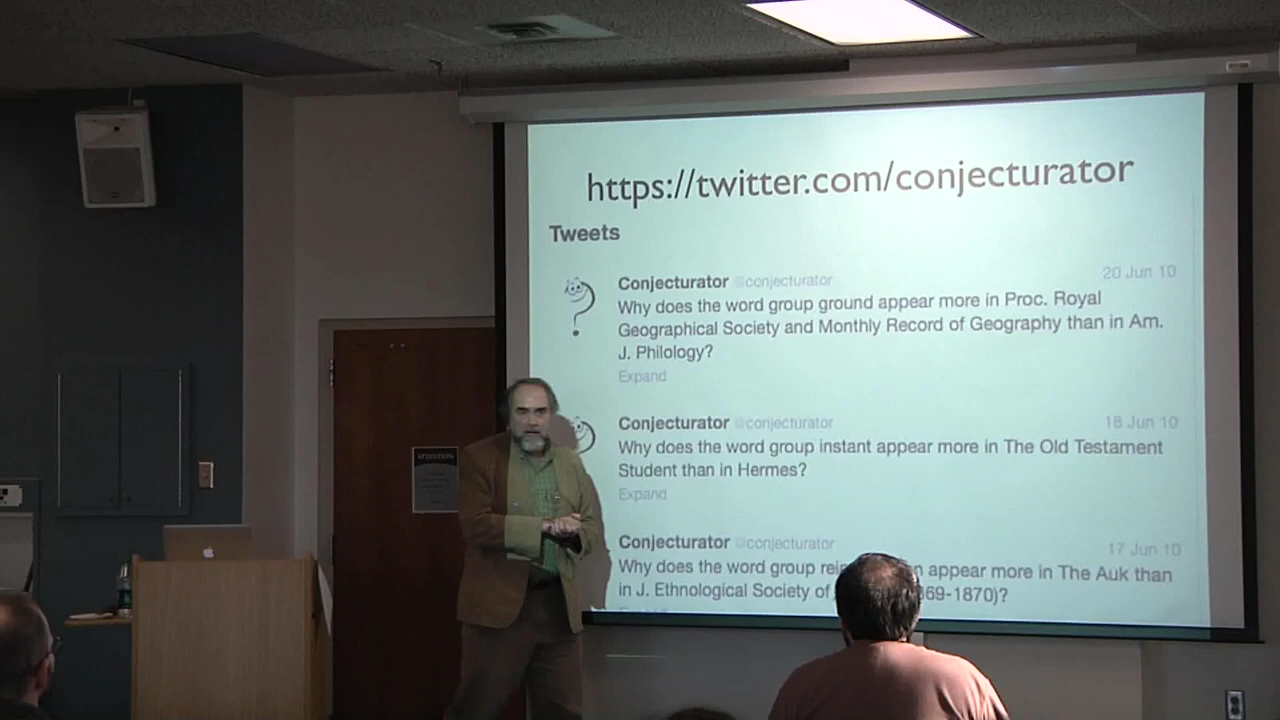 https://twitter.com/conjecturator
Tweets
Conjecturator @conjecturator 20 Jun 10
Why does the word group ground appear more in Proc. Royal
Geographical Society and Monthly Record of Geography than in Am.
J. Philology?
Expand
Conjecturator @conjecturator 18 Jun 10
Why does the word group instant appear more in The Old Testament
Student than in Hermes?
Expand
Conjecturator @conjecturator 17 Jun 10
Why does the word group appear more in The Auk than
in J. Ethnological Society of 69-1870)?
ATTENTION